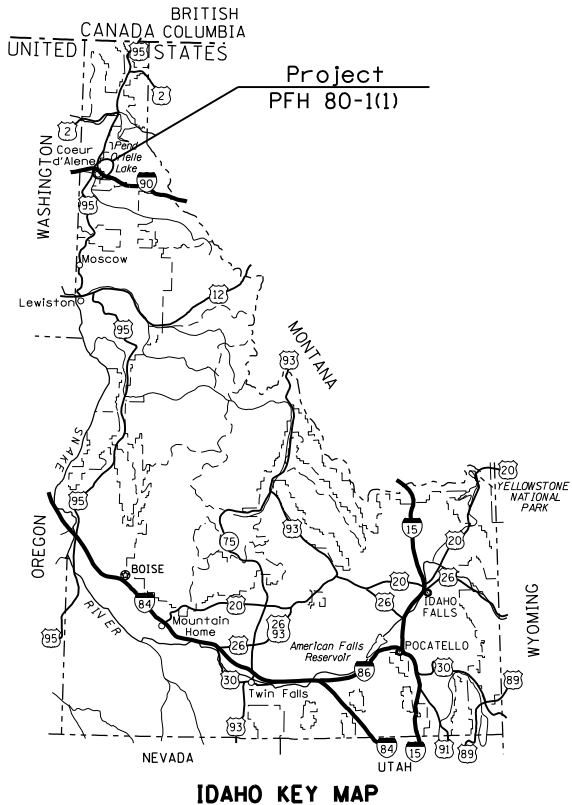 BRITISH
CANADA COLUMBIA
UNITED STATES
95
Project
PFH 80-1(1)
2
2
Coeur
d'Alene
Pend
Orielle
Lake
WASHINGTON
90
95
Moscow
Lewiston
12
95
MONTANA
93
SNAKE
95
20
YELLOWSTONE
NATIONAL
PARK
15
93
75
20
OREGON
BOISE
84
20
26
20
26
IDAHO
FALLS
WYOMING
RIVER
Mountain
Home
26
93
95
26
American Falls
Reservoir
POCATELLO
86
30
30
89
Twin Falls
93
84
15
91
89
NEVADA
UTAH
IDAHO KEY MAP